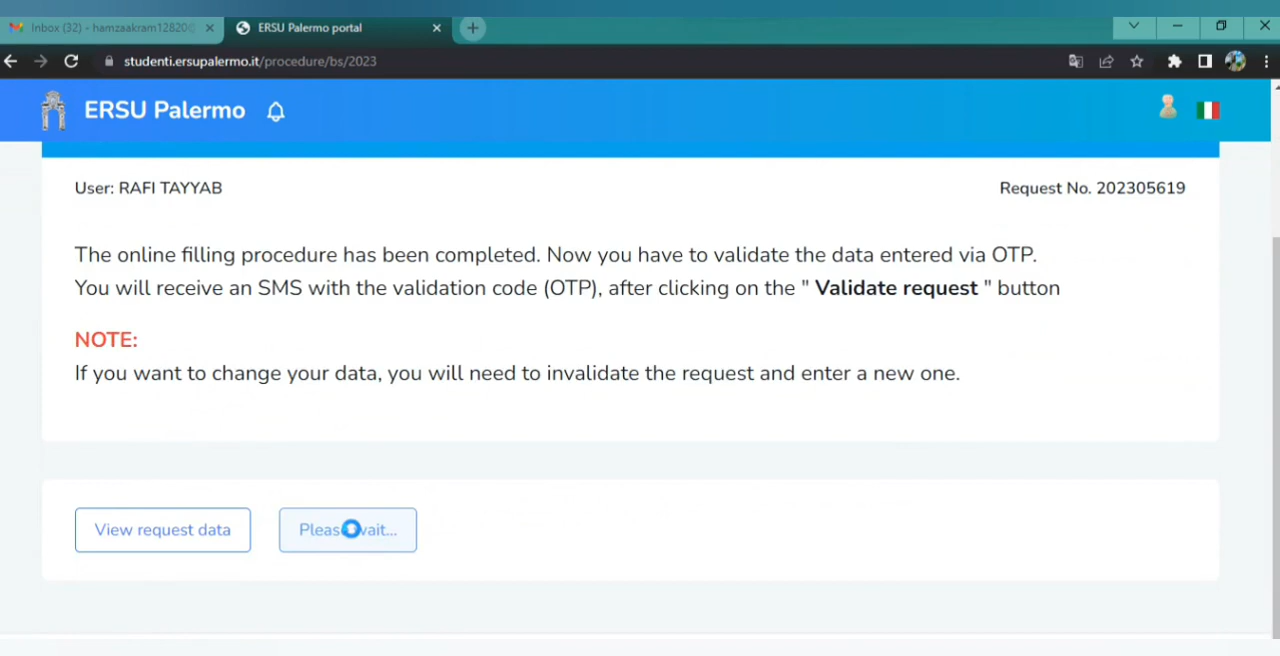 Inbox (32) - hamzaakram12820
ERSU Palermo portal
studenti.ersupalermo.it/procedure/bs/2023
ERSU Palermo
User: RAFI TAYYAB
Request No. 202305619
The online filling procedure has been completed. Now you have to validate the data entered via OTP.
You will receive an SMS with the validation code (OTP), after clicking on the " Validate request " button
NOTE:
If you want to change your data, you will need to invalidate the request and enter a new one.
View request data
Please wait...